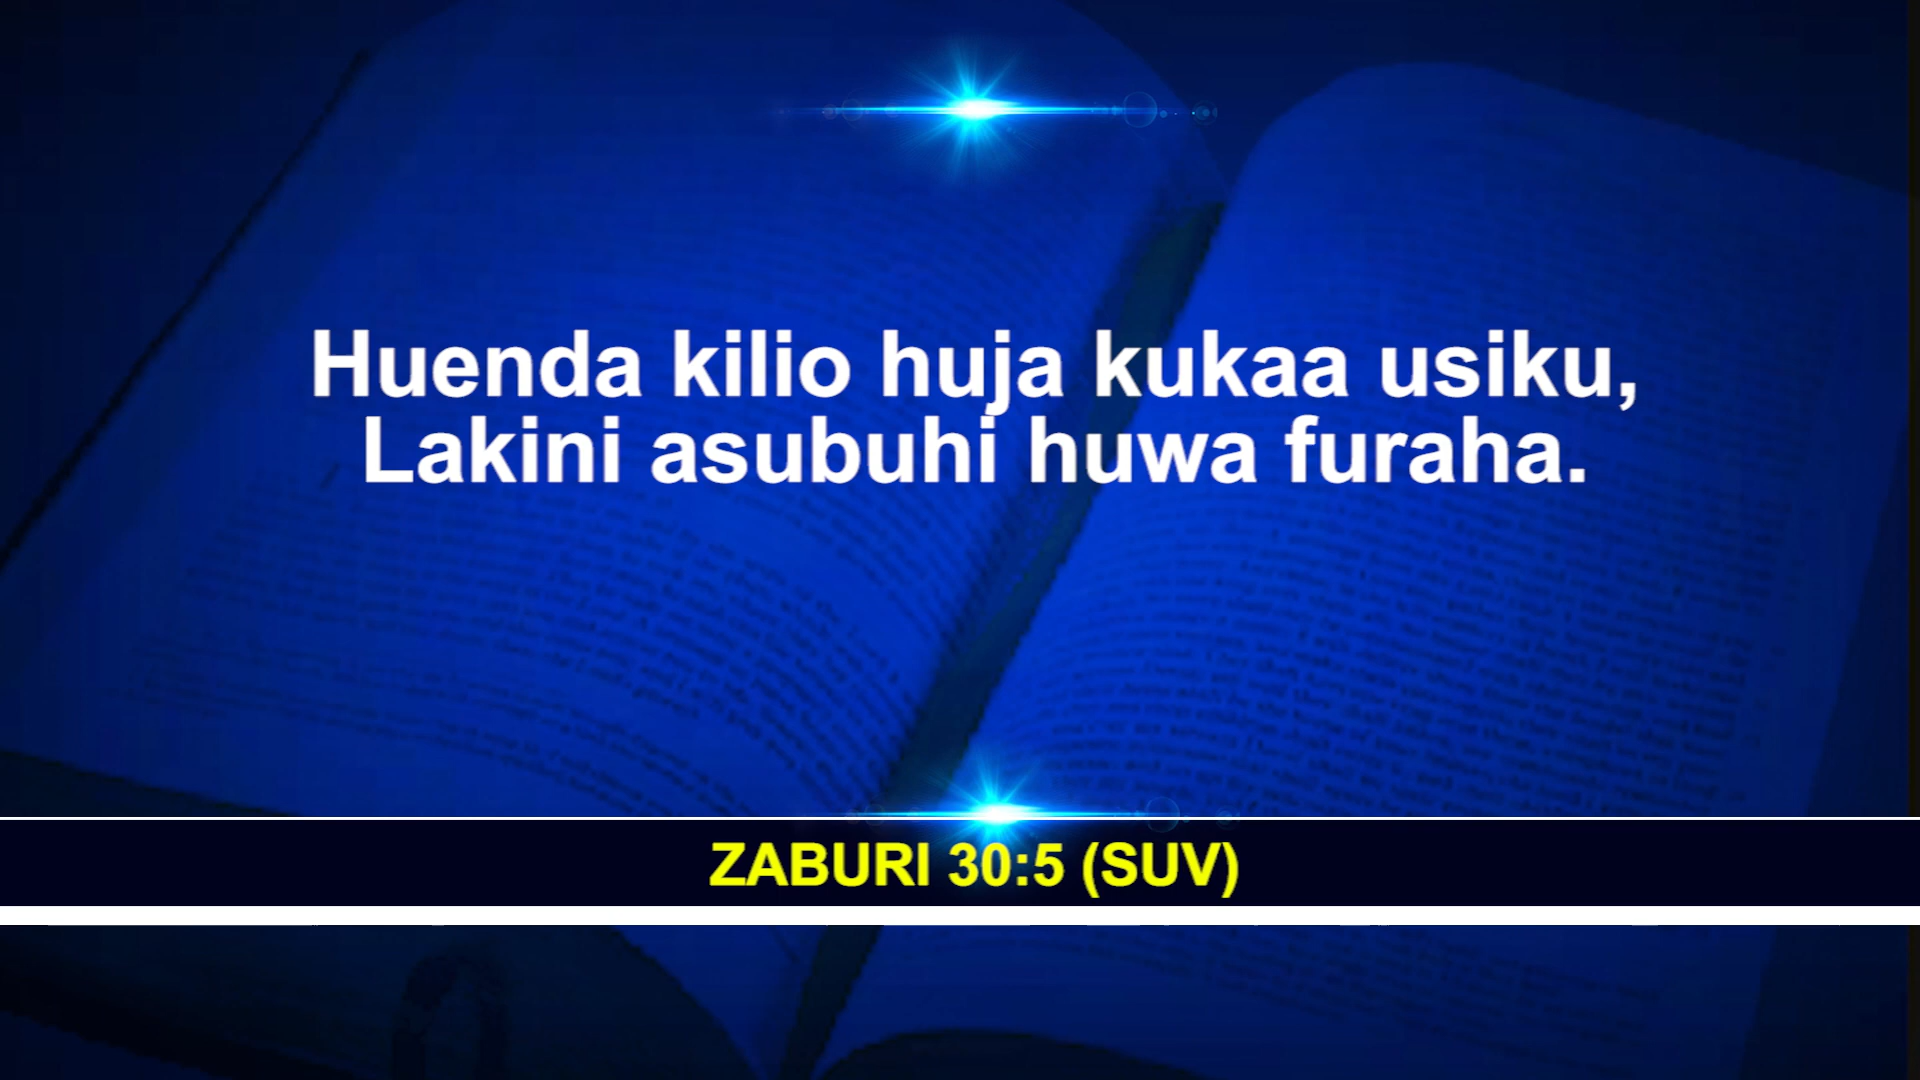 Huenda kilio huja kukaa usiku,
Lakini asubuhi huwa furaha.
ZABURI 30:5 (SUV)